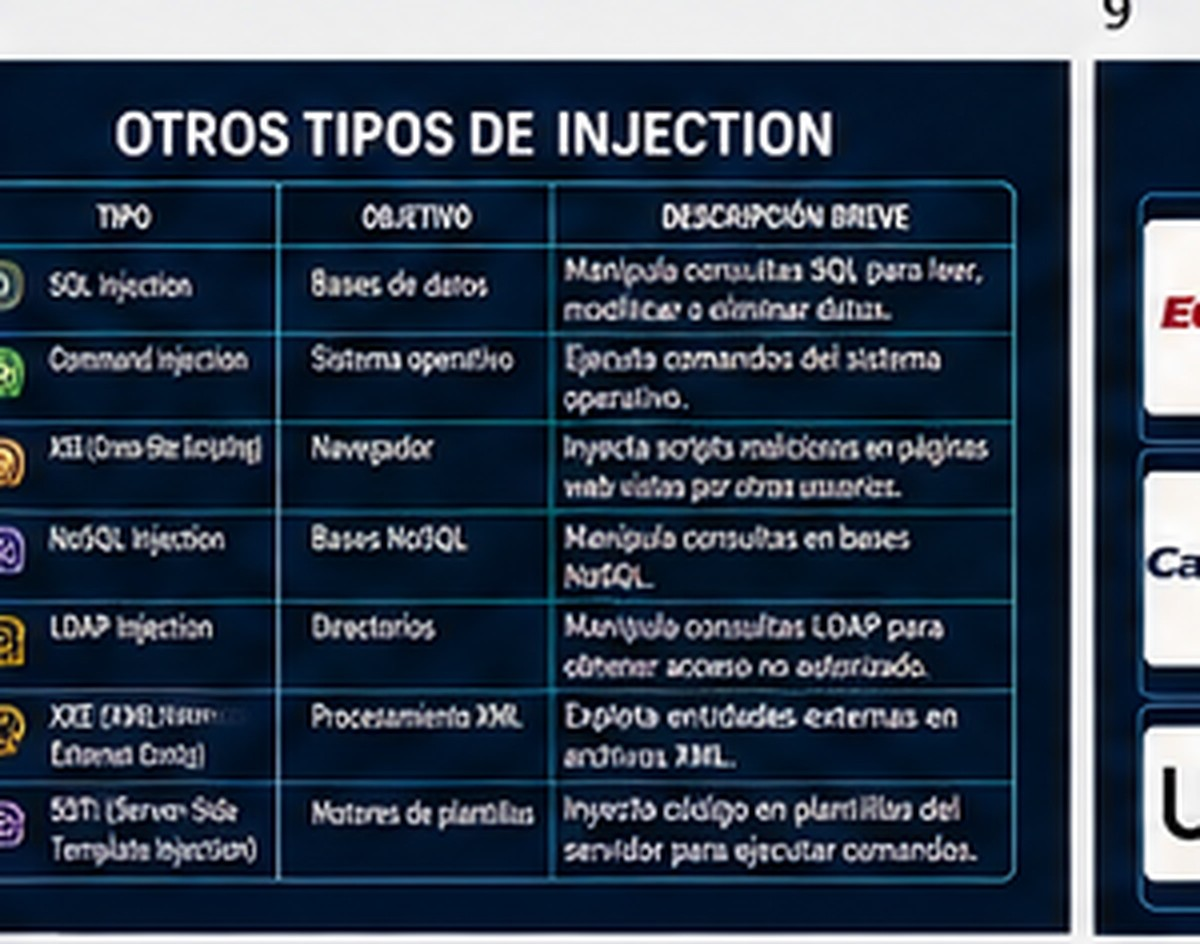 9
OTROS TIPOS DE INJECTION
TIPO
OBJETIVO
DESCRIPCIÓN BREVE
SQL Injection
Bases de datos
Manipula consultas SQL para leer,
modificar o eliminar datos.
Command Injection
Sistema operativo
Ejecuta comandos del sistema
operativo.
Navegador
Inyecta scripts maliciosos en páginas
web vistas por otros usuarios.
NoSQL Injection
Bases NoSQL
Manipula consultas en bases
NoSQL.
LDAP Injection
Directorios
Manipula consultas LDAP para
obtener acceso no autorizado.
XXE (XML
Procesamiento XML
Explota entidades externas en
archivos XML.
SSTI (Server-Side
Template Injection)
Motores de plantillas
Inyecta código en plantillas del
servidor para ejecutar comandos.
Ca
U